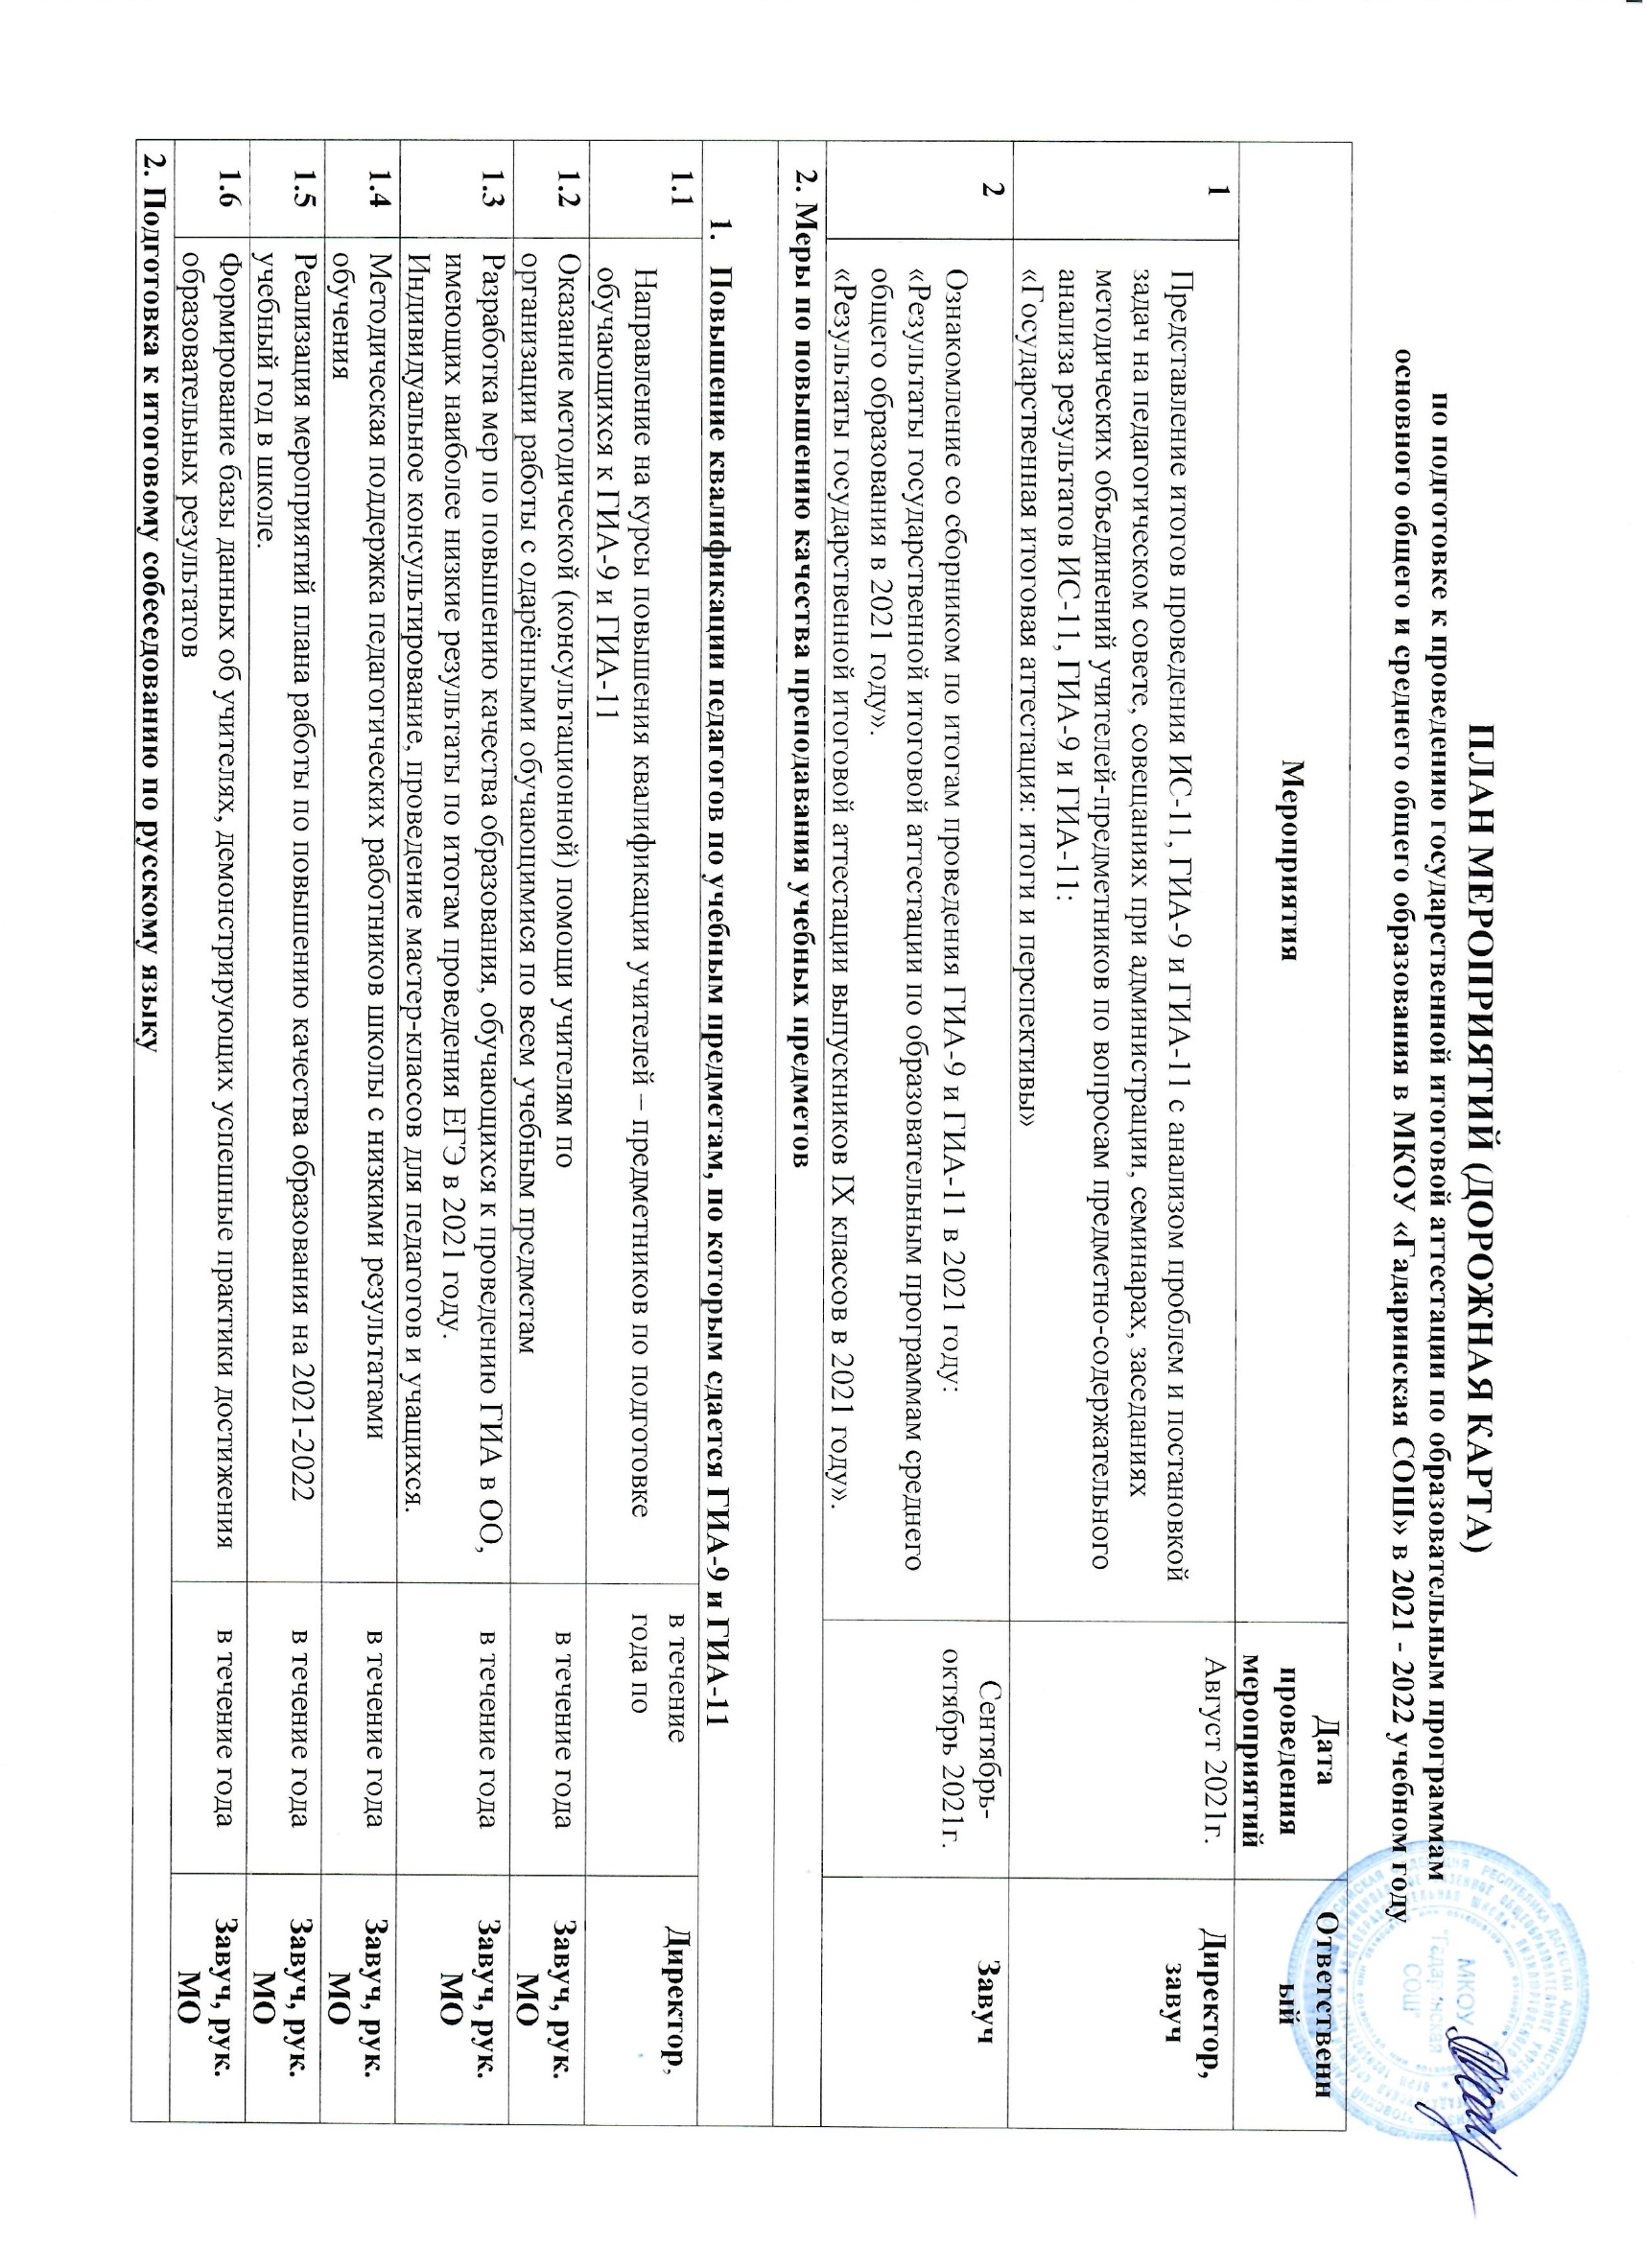 ПЛАН МЕРОПРИЯТИЙ (ДОРОЖНАЯ КАРТА)
по подготовке к проведению государственной итоговой аттестации по образовательным программам
основного общего и среднего общего образования в МКОУ «Гадаринская СОШ» в 2021 - 2022 учебном году
МКОУ
СОШ
Мероприятия
Дата
проведения
мероприятий
Ответственн
ый
1
Представление итогов проведения ИС-11, ГИА-9 и ГИА-11 с анализом проблем и постановкой
задач на педагогическом совете, совещаниях при администрации, семинарах, заседаниях
методических объединений учителей-предметников по вопросам предметно-содержательного
анализа результатов ИС-11, ГИА-9 и ГИА-11:
«Государственная итоговая аттестация: итоги и перспективы»
Август 2021г.
Директор,
завуч
2
Ознакомление со сборником по итогам проведения ГИА-9 и ГИА-11 в 2021 году:
«Результаты государственной итоговой аттестации по образовательным программам среднего
общего образования в 2021 году».
«Результаты государственной итоговой аттестации выпускников IX классов в 2021 году».
Сентябрь-
октябрь 2021г.
Завуч
2. Меры по повышению качества преподавания учебных предметов
1. Повышение квалификации педагогов по учебным предметам, по которым сдается ГИА-9 и ГИА-11
1.1
Направление на курсы повышения квалификации учителей – предметников по подготовке
обучающихся к ГИА-9 и ГИА-11
в течение
года по
Директор,
1.2
Оказание методической (консультационной) помощи учителям по
организации работы с одарёнными обучающимися по всем учебным предметам
в течение года
Завуч, рук.
МО
1.3
Разработка мер по повышению качества образования, обучающихся к проведению ГИА в ОО,
имеющих наиболее низкие результаты по итогам проведения ЕГЭ в 2021 году.
Индивидуальное консультирование, проведение мастер-классов для педагогов и учащихся.
в течение года
Завуч, рук.
МО
1.4
Методическая поддержка педагогических работников школы с низкими результатами
обучения
в течение года
Завуч, рук.
МО
1.5
Реализация мероприятий плана работы по повышению качества образования на 2021-2022
учебный год в школе.
в течение года
Завуч, рук.
МО
1.6
Формирование базы данных об учителях, демонстрирующих успешные практики достижения
образовательных результатов
в течение года
Завуч, рук.
МО
2. Подготовка к итоговому собеседованию по русскому языку